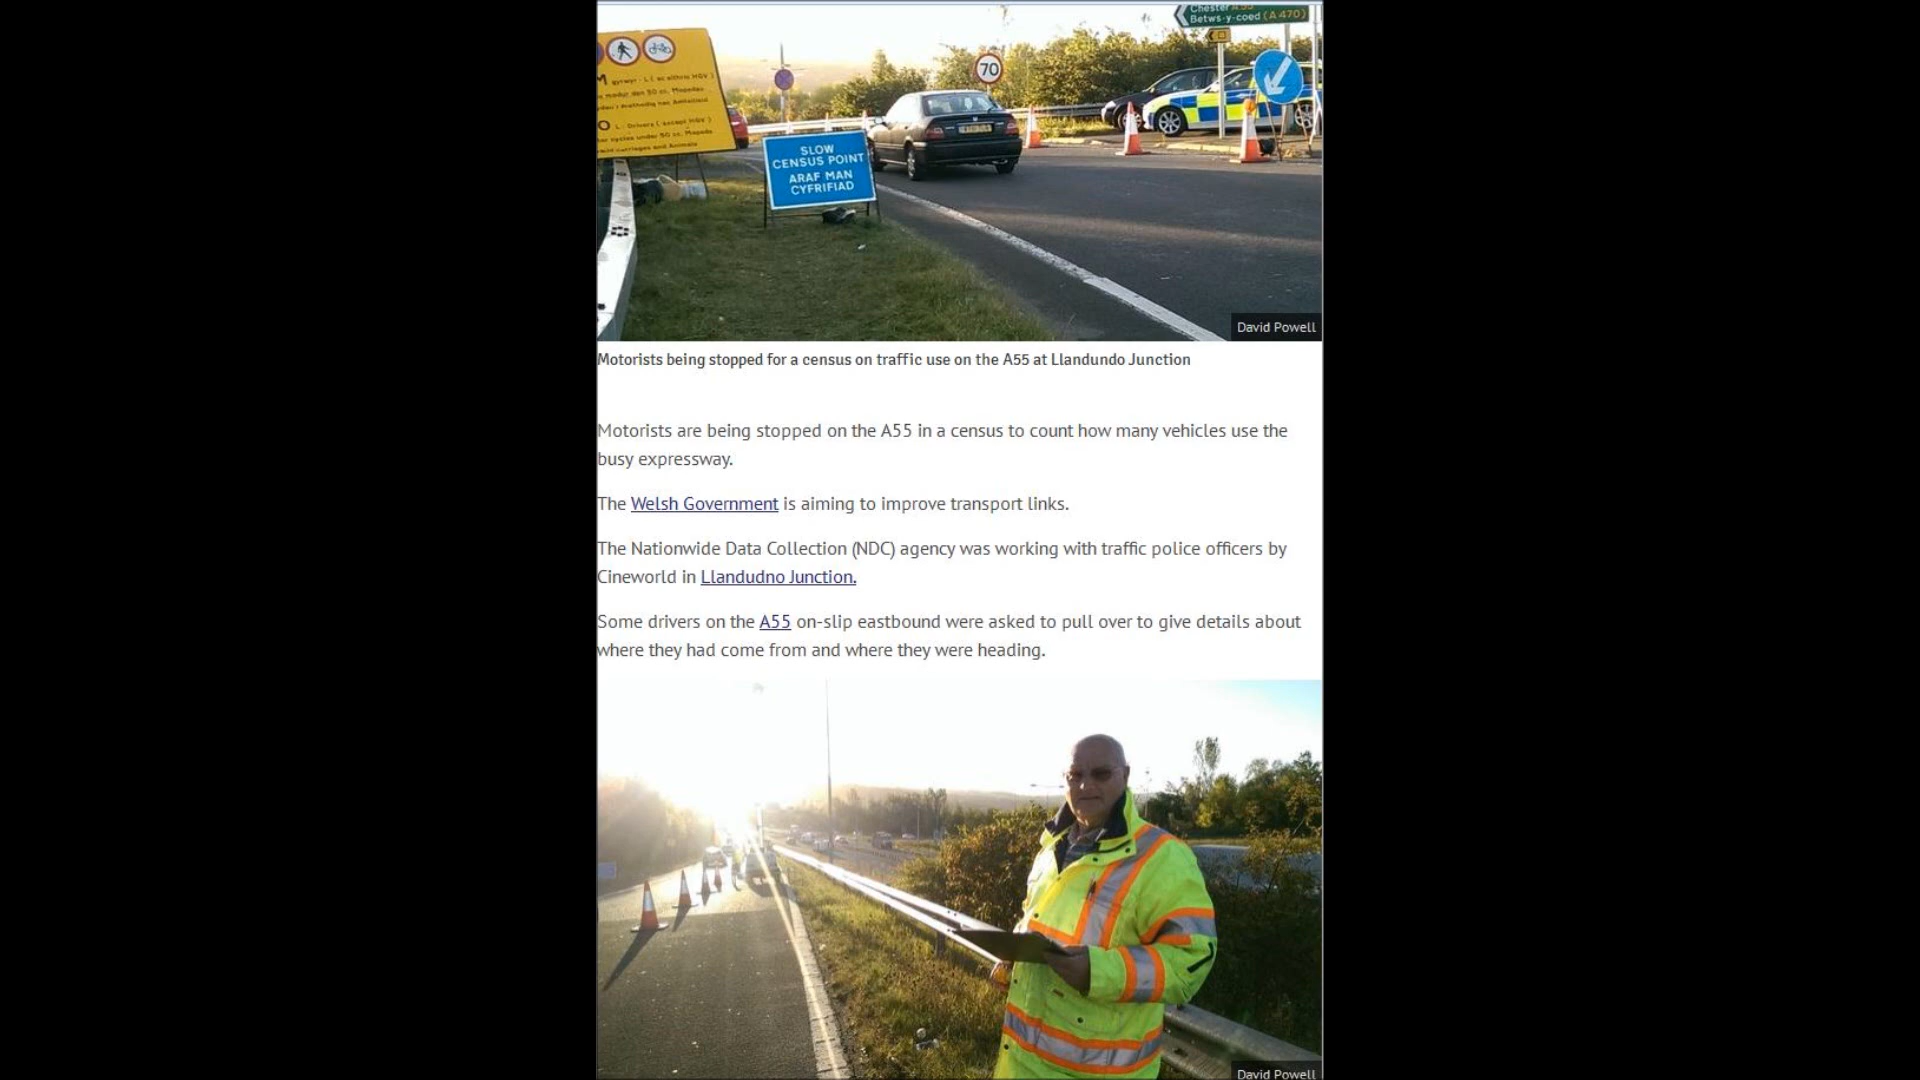 Chester A55
Betws-y-coed (A 470)
70
SLOW
CENSUS POINT
ARAF MAN
CYFRIFIAD
David Powell
Motorists being stopped for a census on traffic use on the A55 at Llandundo Junction
Motorists are being stopped on the A55 in a census to count how many vehicles use the
busy expressway.
The Welsh Government is aiming to improve transport links.
The Nationwide Data Collection (NDC) agency was working with traffic police officers by
Cineworld in Llandudno Junction.
Some drivers on the A55 on-slip eastbound were asked to pull over to give details about
where they had come from and where they were heading.
David Powell